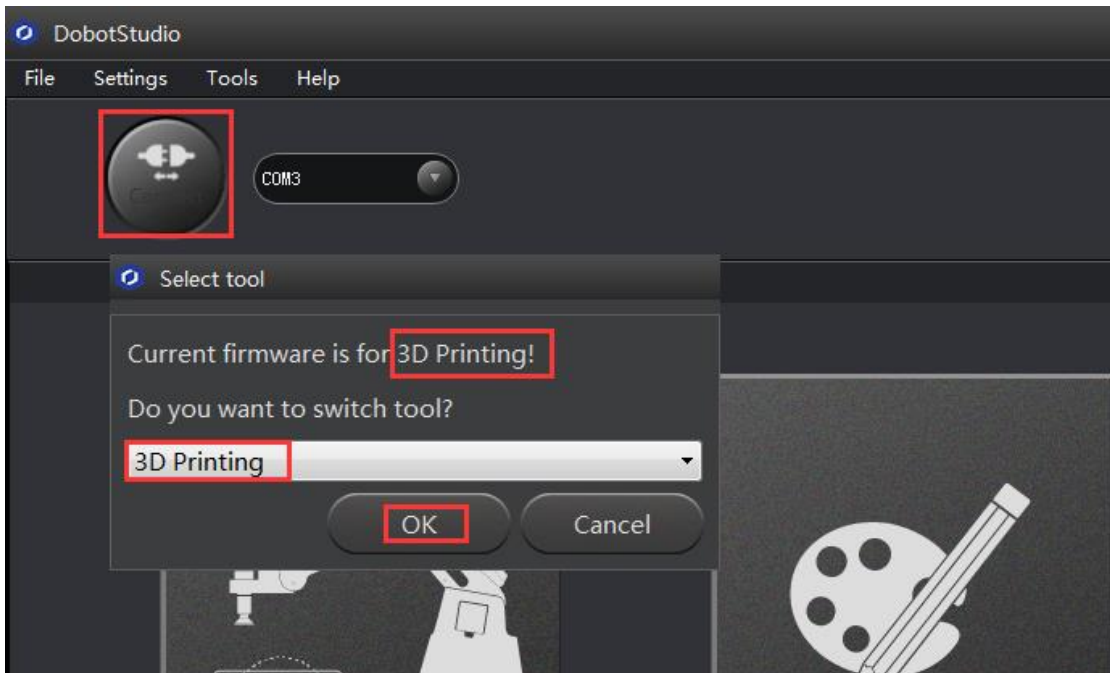 DobotStudio
File Settings Tools Help
COM3
Select tool
Current firmware is for 3D Printing!
Do you want to switch tool?
3D Printing
OK Cancel